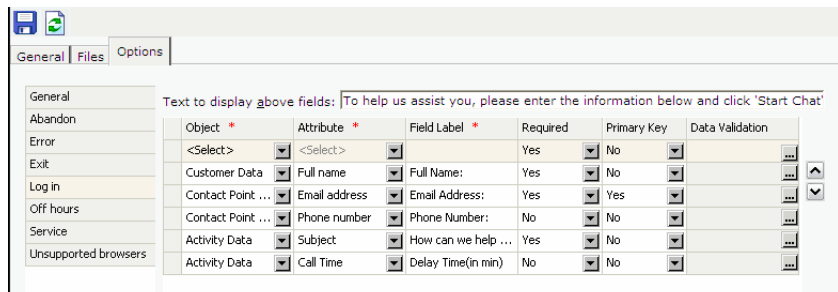 General Files Options
General
Abandon
Error
Exit
Log in
Off hours
Service
Unsupported browsers
Text to display above fields: To help us assist you, please enter the information below and click 'Start Chat'
Object * Attribute * Field Label * Required Primary Key Data Validation
<Select> <Select> Yes No ...
Customer Data Full name Full Name: Yes No ...
Contact Point ... Email address Email Address: Yes Yes ...
Contact Point ... Phone number Phone Number: No No ...
Activity Data Subject How can we help ... Yes No ...
Activity Data Call Time Delay Time(in min) No No ...